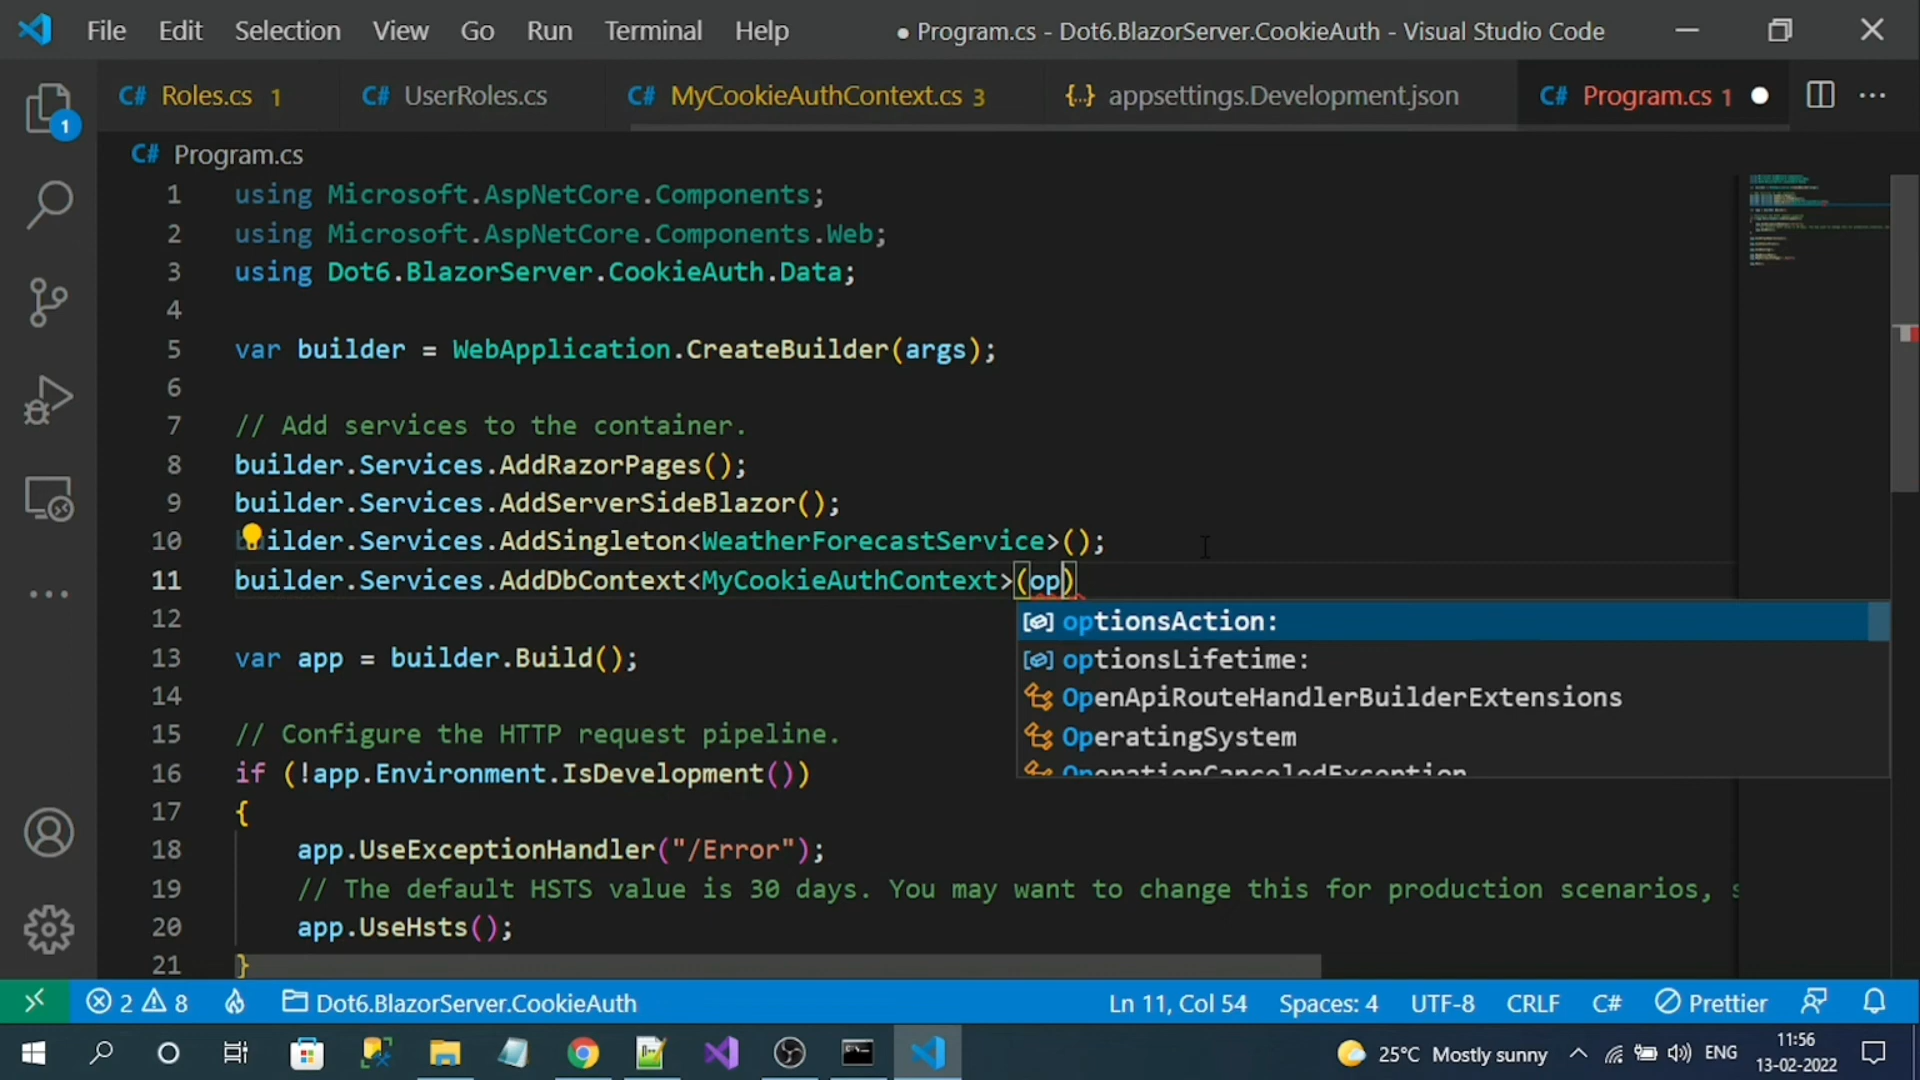 File Edit Selection View Go Run Terminal Help ● Program.cs - Dot6.BlazorServer.CookieAuth - Visual Studio Code
C# Roles.cs 1 C# UserRoles.cs C# MyCookieAuthContext.cs 3 {..} appsettings.Development.json C# Program.cs 1
1
C# Program.cs
1 using Microsoft.AspNetCore.Components;
2 using Microsoft.AspNetCore.Components.Web;
3 using Dot6.BlazorServer.CookieAuth.Data;
4
5 var builder = WebApplication.CreateBuilder(args);
6
7 // Add services to the container.
8 builder.Services.AddRazorPages();
9 builder.Services.AddServerSideBlazor();
10 builder.Services.AddSingleton<WeatherForecastService>();
11 builder.Services.AddDbContext<MyCookieAuthContext>(op)
optionsAction:
12
optionsLifetime:
13 var app = builder.Build();
OpenApiRouteHandlerBuilderExtensions
14
OperatingSystem
15 // Configure the HTTP request pipeline.
OperationCanceledException
16 if (!app.Environment.IsDevelopment())
17 {
18 app.UseExceptionHandler("/Error");
19 // The default HSTS value is 30 days. You may want to change this for production scenarios, s
20 app.UseHsts();
21 }
2 8 Dot6.BlazorServer.CookieAuth Ln 11, Col 54 Spaces: 4 UTF-8 CRLF C# Prettier
25°C Mostly sunny ENG 11:56
13-02-2022